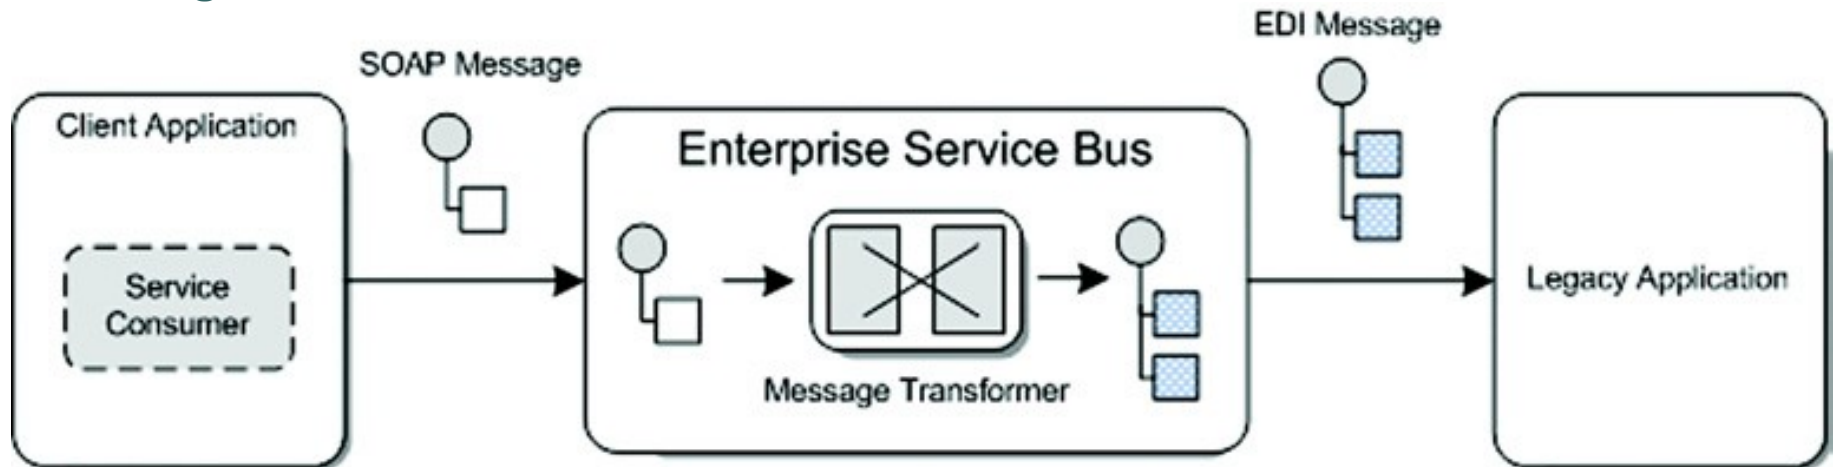 SOAP Message
EDI Message
Client Application
Enterprise Service Bus
Service
Consumer
Message Transformer
Legacy Application